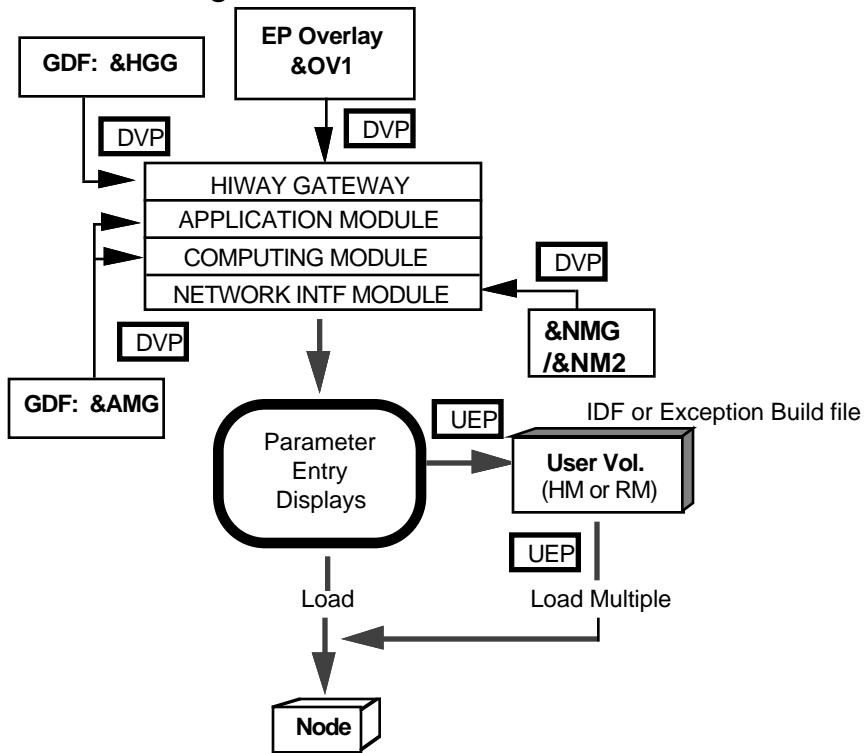 EP Overlay
&OV1
GDF: &HGG
DVP
DVP
HIWAY GATEWAY
APPLICATION MODULE
COMPUTING MODULE
NETWORK INTF MODULE
DVP
DVP
&NMG
/&NM2
GDF: &AMG
UEP
IDF or Exception Build file
Parameter
Entry
Displays
User Vol.
(HM or RM)
UEP
Load
Load Multiple
Node